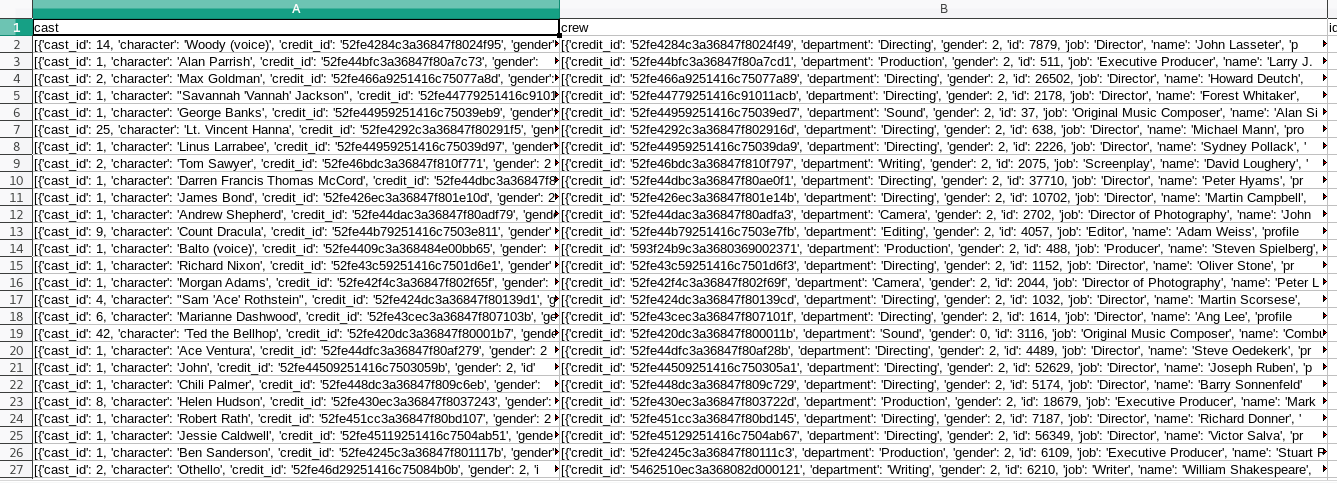 A B
1 cast crew id
2 [{'cast_id': 14, 'character': 'Woody (voice)', 'credit_id': '52fe4284c3a36847f8024f95', 'gender' [{'credit_id': '52fe4284c3a36847f8024f49', 'department': 'Directing', 'gender': 2, 'id': 7879, 'job': 'Director', 'name': 'John Lasseter', 'p
3 [{'cast_id': 1, 'character': 'Alan Parrish', 'credit_id': '52fe44bfc3a36847f80a7c73', 'gender': [{'credit_id': '52fe44bfc3a36847f80a7cd1', 'department': 'Production', 'gender': 2, 'id': 511, 'job': 'Executive Producer', 'name': 'Larry J.
4 [{'cast_id': 2, 'character': 'Max Goldman', 'credit_id': '52fe466a9251416c75077a8d', 'gender': [{'credit_id': '52fe466a9251416c75077a89', 'department': 'Directing', 'gender': 2, 'id': 26502, 'job': 'Director', 'name': 'Howard Deutch',
5 [{'cast_id': 1, 'character': "Savannah 'Vannah' Jackson", 'credit_id': '52fe44779251416c9101 [{'credit_id': '52fe44779251416c91011acb', 'department': 'Directing', 'gender': 2, 'id': 2178, 'job': 'Director', 'name': 'Forest Whitaker',
6 [{'cast_id': 1, 'character': 'George Banks', 'credit_id': '52fe44959251416c75039eb9', 'gender' [{'credit_id': '52fe44959251416c75039ed7', 'department': 'Sound', 'gender': 2, 'id': 37, 'job': 'Original Music Composer', 'name': 'Alan Si
7 [{'cast_id': 25, 'character': 'Lt. Vincent Hanna', 'credit_id': '52fe4292c3a36847f80291f5', 'gen [{'credit_id': '52fe4292c3a36847f802916d', 'department': 'Directing', 'gender': 2, 'id': 638, 'job': 'Director', 'name': 'Michael Mann', 'pro
8 [{'cast_id': 1, 'character': 'Linus Larrabee', 'credit_id': '52fe44959251416c75039d97', 'gender' [{'credit_id': '52fe44959251416c75039da9', 'department': 'Directing', 'gender': 2, 'id': 2226, 'job': 'Director', 'name': 'Sydney Pollack', '
9 [{'cast_id': 2, 'character': 'Tom Sawyer', 'credit_id': '52fe46bdc3a36847f810f771', 'gender': 2 [{'credit_id': '52fe46bdc3a36847f810f797', 'department': 'Writing', 'gender': 2, 'id': 2075, 'job': 'Screenplay', 'name': 'David Loughery', '
10 [{'cast_id': 1, 'character': 'Darren Francis Thomas McCord', 'credit_id': '52fe44dbc3a36847f8 [{'credit_id': '52fe44dbc3a36847f80ae0f1', 'department': 'Directing', 'gender': 2, 'id': 37710, 'job': 'Director', 'name': 'Peter Hyams', 'pr
11 [{'cast_id': 1, 'character': 'James Bond', 'credit_id': '52fe426ec3a36847f801e10d', 'gender': 2 [{'credit_id': '52fe426ec3a36847f801e14b', 'department': 'Directing', 'gender': 2, 'id': 10702, 'job': 'Director', 'name': 'Martin Campbell',
12 [{'cast_id': 1, 'character': 'Andrew Shepherd', 'credit_id': '52fe44dac3a36847f80adf79', 'gend [{'credit_id': '52fe44dac3a36847f80adfa3', 'department': 'Camera', 'gender': 2, 'id': 2702, 'job': 'Director of Photography', 'name': 'John
13 [{'cast_id': 9, 'character': 'Count Dracula', 'credit_id': '52fe44b79251416c7503e811', 'gender' [{'credit_id': '52fe44b79251416c7503e7fb', 'department': 'Editing', 'gender': 2, 'id': 4057, 'job': 'Editor', 'name': 'Adam Weiss', 'profile
14 [{'cast_id': 1, 'character': 'Balto (voice)', 'credit_id': '52fe4409c3a368484e00bb65', 'gender': [{'credit_id': '593f24b9c3a3680369002371', 'department': 'Production', 'gender': 2, 'id': 488, 'job': 'Producer', 'name': 'Steven Spielberg',
15 [{'cast_id': 1, 'character': 'Richard Nixon', 'credit_id': '52fe43c59251416c7501d6e1', 'gender' [{'credit_id': '52fe43c59251416c7501d6f3', 'department': 'Directing', 'gender': 2, 'id': 1152, 'job': 'Director', 'name': 'Oliver Stone', 'pr
16 [{'cast_id': 1, 'character': 'Morgan Adams', 'credit_id': '52fe42f4c3a36847f802f65f', 'gender': [{'credit_id': '52fe42f4c3a36847f802f69f', 'department': 'Camera', 'gender': 2, 'id': 2044, 'job': 'Director of Photography', 'name': 'Peter L
17 [{'cast_id': 4, 'character': "Sam 'Ace' Rothstein", 'credit_id': '52fe424dc3a36847f80139d1', 'g [{'credit_id': '52fe424dc3a36847f80139cd', 'department': 'Directing', 'gender': 2, 'id': 1032, 'job': 'Director', 'name': 'Martin Scorsese',
18 [{'cast_id': 6, 'character': 'Marianne Dashwood', 'credit_id': '52fe43cec3a36847f807103b', 'ge [{'credit_id': '52fe43cec3a36847f807101f', 'department': 'Directing', 'gender': 2, 'id': 1614, 'job': 'Director', 'name': 'Ang Lee', 'profile
19 [{'cast_id': 42, 'character': 'Ted the Bellhop', 'credit_id': '52fe420dc3a36847f80001b7', 'gend [{'credit_id': '52fe420dc3a36847f800011b', 'department': 'Sound', 'gender': 0, 'id': 3116, 'job': 'Original Music Composer', 'name': 'Combu
20 [{'cast_id': 1, 'character': 'Ace Ventura', 'credit_id': '52fe44dfc3a36847f80af279', 'gender': 2 [{'credit_id': '52fe44dfc3a36847f80af28b', 'department': 'Directing', 'gender': 2, 'id': 4489, 'job': 'Director', 'name': 'Steve Oedekerk', 'pr
21 [{'cast_id': 1, 'character': 'John', 'credit_id': '52fe44509251416c7503059b', 'gender': 2, 'id' [{'credit_id': '52fe44509251416c750305a1', 'department': 'Directing', 'gender': 2, 'id': 52629, 'job': 'Director', 'name': 'Joseph Ruben', 'p
22 [{'cast_id': 1, 'character': 'Chili Palmer', 'credit_id': '52fe448dc3a36847f809c6eb', 'gender': [{'credit_id': '52fe448dc3a36847f809c729', 'department': 'Directing', 'gender': 2, 'id': 5174, 'job': 'Director', 'name': 'Barry Sonnenfeld'
23 [{'cast_id': 8, 'character': 'Helen Hudson', 'credit_id': '52fe430ec3a36847f8037243', 'gender': [{'credit_id': '52fe430ec3a36847f803722d', 'department': 'Production', 'gender': 2, 'id': 18679, 'job': 'Executive Producer', 'name': 'Mark
24 [{'cast_id': 1, 'character': 'Robert Rath', 'credit_id': '52fe451cc3a36847f80bd107', 'gender': 2 [{'credit_id': '52fe451cc3a36847f80bd145', 'department': 'Directing', 'gender': 2, 'id': 7187, 'job': 'Director', 'name': 'Richard Donner', '
25 [{'cast_id': 1, 'character': 'Jessie Caldwell', 'credit_id': '52fe45119251416c7504ab51', 'gende [{'credit_id': '52fe45129251416c7504ab67', 'department': 'Directing', 'gender': 2, 'id': 56349, 'job': 'Director', 'name': 'Victor Salva', 'pr
26 [{'cast_id': 1, 'character': 'Ben Sanderson', 'credit_id': '52fe4245c3a36847f801117b', 'gender' [{'credit_id': '52fe4245c3a36847f80111c3', 'department': 'Production', 'gender': 2, 'id': 6109, 'job': 'Executive Producer', 'name': 'Stuart R
27 [{'cast_id': 2, 'character': 'Othello', 'credit_id': '52fe46d29251416c75084b0b', 'gender': 2, 'i [{'credit_id': '5462510ec3a368082d000121', 'department': 'Writing', 'gender': 2, 'id': 6210, 'job': 'Writer', 'name': 'William Shakespeare',